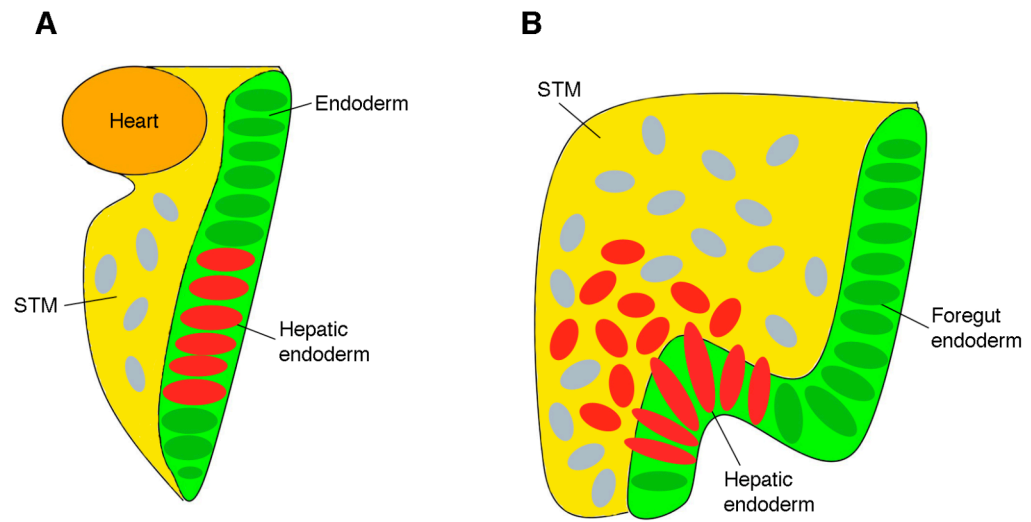 A
Heart
Endoderm
STM
Hepatic
endoderm
B
STM
Foregut
endoderm
Hepatic
endoderm